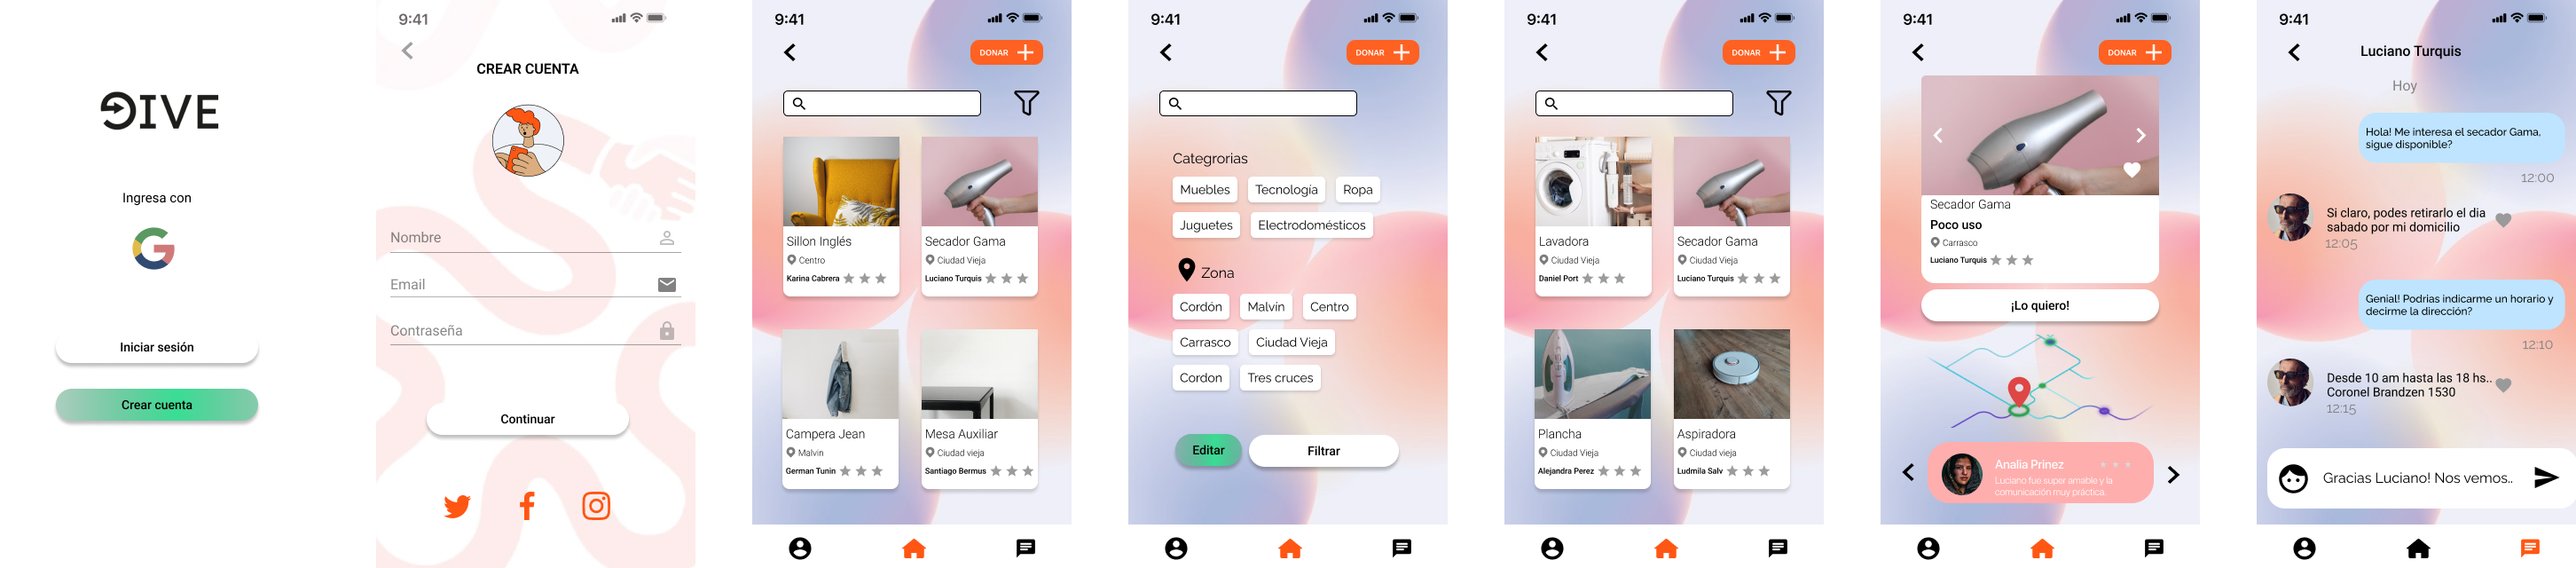 GIVE
Ingresa con
Iniciar sesión
Crear cuenta
9:41
CREAR CUENTA
Nombre
Email
Contraseña
Continuar
9:41
DONAR
Sillon Inglés
Centro
Karina Cabrera
Secador Gama
Ciudad Vieja
Luciano Turquis
Campera Jean
Malvin
German Tunin
Mesa Auxiliar
Ciudad vieja
Santiago Bermus
9:41
DONAR
Categrorias
Muebles
Tecnología
Ropa
Juguetes
Electrodomésticos
Zona
Cordón
Malvín
Centro
Carrasco
Ciudad Vieja
Cordon
Tres cruces
Editar
Filtrar
9:41
DONAR
Lavadora
Ciudad Vieja
Daniel Port
Secador Gama
Ciudad Vieja
Luciano Turquis
Plancha
Ciudad Vieja
Alejandra Perez
Aspiradora
Ciudad vieja
Ludmila Salv
9:41
DONAR
Secador Gama
Poco uso
Carrasco
Luciano Turquis
¡Lo quiero!
Analia Prinez
Luciano fue super amable y la
comunicación muy práctica
9:41
Luciano Turquis
Hoy
Hola! Me interesa el secador Gama,
sigue disponible?
12:00
Si claro, podes retirarlo el dia
sabado por mi domicilio
12:05
Genial! Podrias indicarme un horario y
decirme la dirección?
12:10
Desde 10 am hasta las 18 hs..
Coronel Brandzen 1530
12:15
Gracias Luciano! Nos vemos..